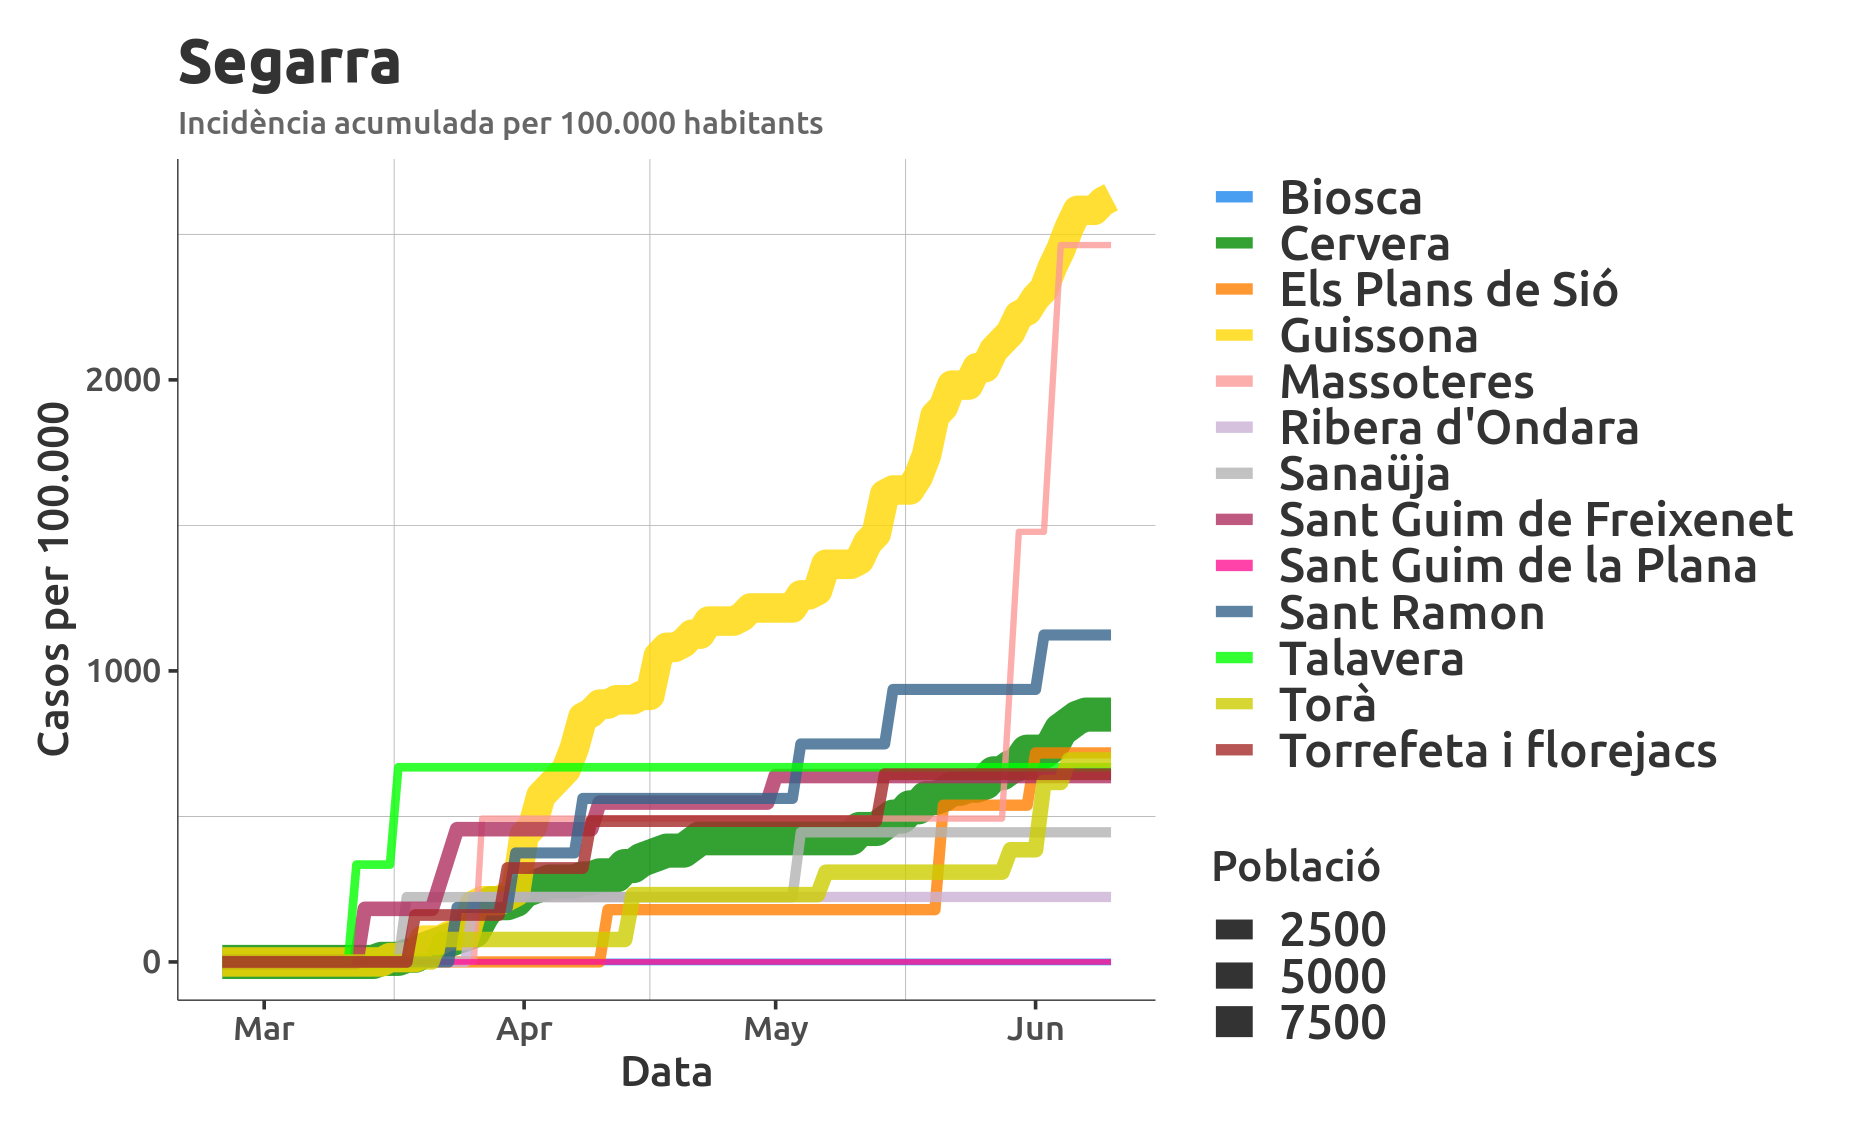 Segarra
Incidència acumulada per 100.000 habitants
Casos per 100.000
2000
1000
0
Mar
Apr
May
Jun
Data
Biosca
Cervera
Els Plans de Sió
Guissona
Massoteres
Ribera d'Ondara
Sanaüja
Sant Guim de Freixenet
Sant Guim de la Plana
Sant Ramon
Talavera
Torà
Torrefeta i florejacs
Població
2500
5000
7500